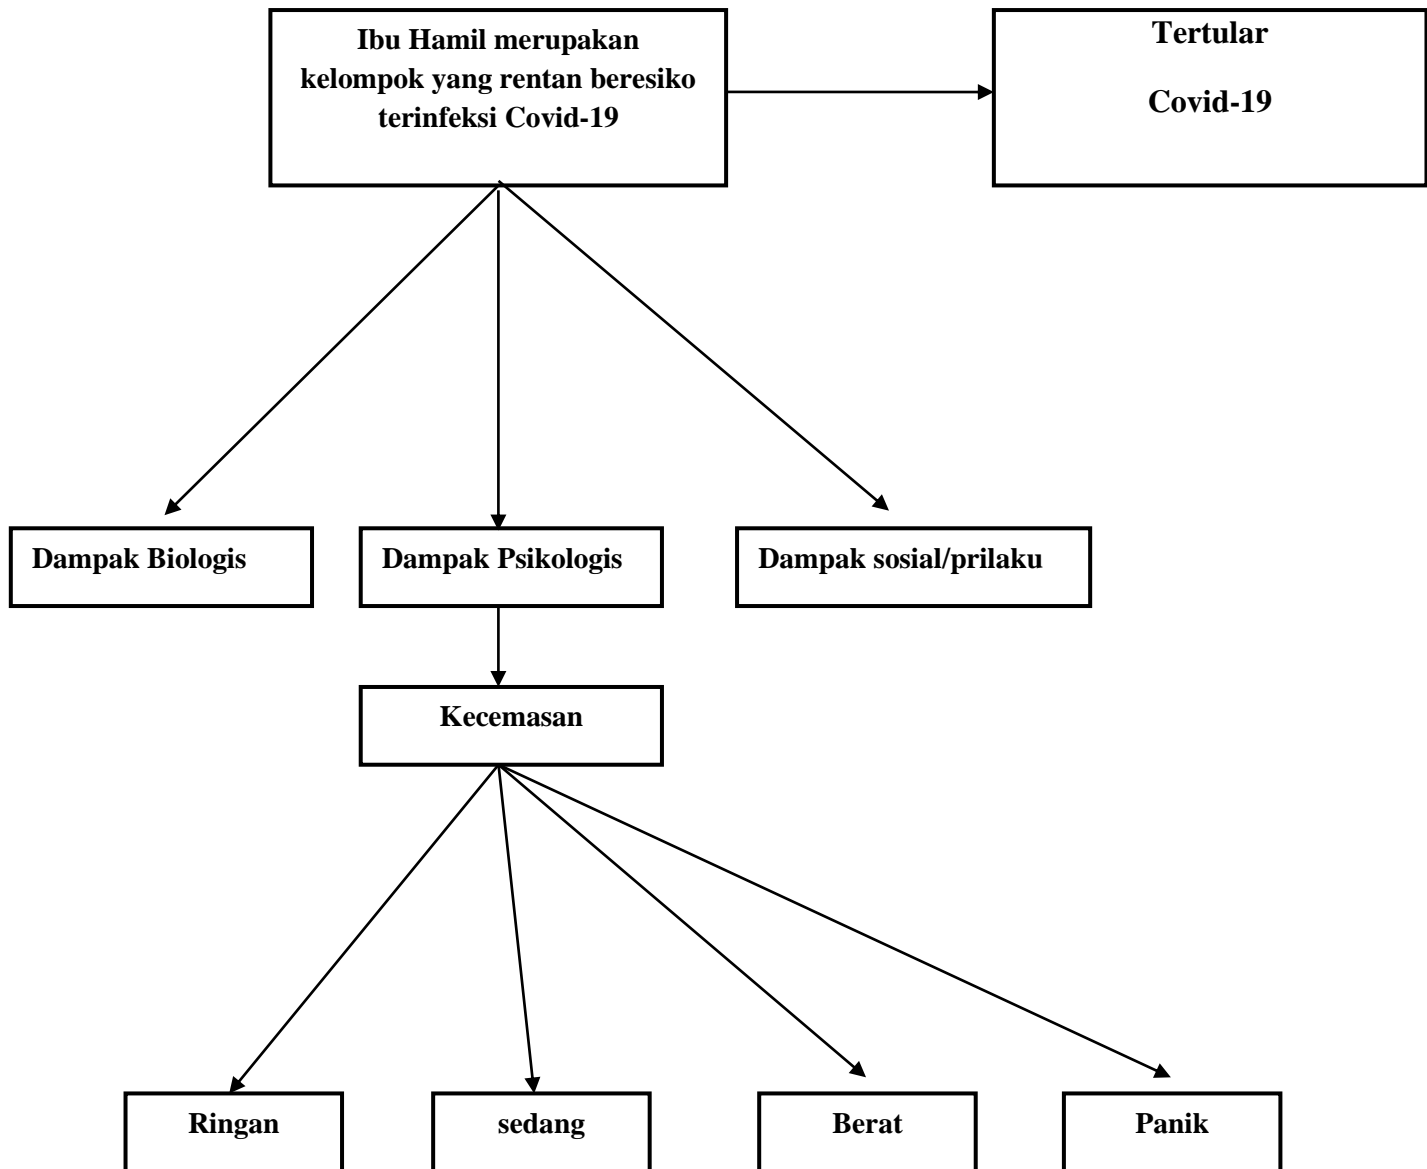 Ibu Hamil merupakan
kelompok yang rentan beresiko
terinfeksi Covid-19
Tertular
Covid-19
Dampak Biologis
Dampak Psikologis
Dampak sosial/prilaku
Kecemasan
Ringan
sedang
Berat
Panik